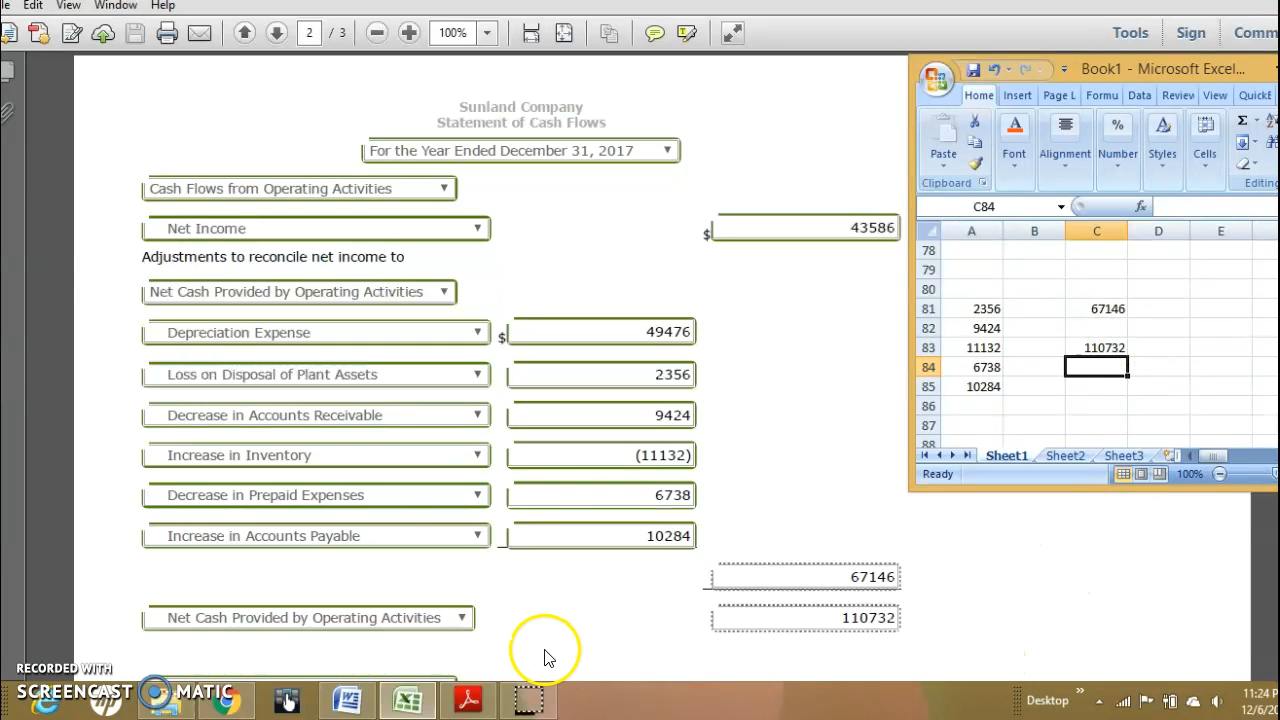 le Edit View Window Help
2 / 3 100% Tools Sign Comm
Sunland Company
Statement of Cash Flows
For the Year Ended December 31, 2017
Cash Flows from Operating Activities
Net Income $ 43586
Adjustments to reconcile net income to
Net Cash Provided by Operating Activities
Depreciation Expense $ 49476
Loss on Disposal of Plant Assets 2356
Decrease in Accounts Receivable 9424
Increase in Inventory (11132)
Decrease in Prepaid Expenses 6738
Increase in Accounts Payable 10284
67146
Net Cash Provided by Operating Activities 110732
Book1 - Microsoft Excel...
Home Insert Page L Formu Data Review View Quickl
Paste Font Alignment Number Styles Cells
Clipboard Editing
C84 fx
A B C D E
78
79
80
81 2356 67146
82 9424
83 11132 110732
84 6738
85 10284
86
87
88
Sheet1 Sheet2 Sheet3
Ready 100%
RECORDED WITH
SCREENCAST MATIC
Desktop
11:24 P
12/6/20